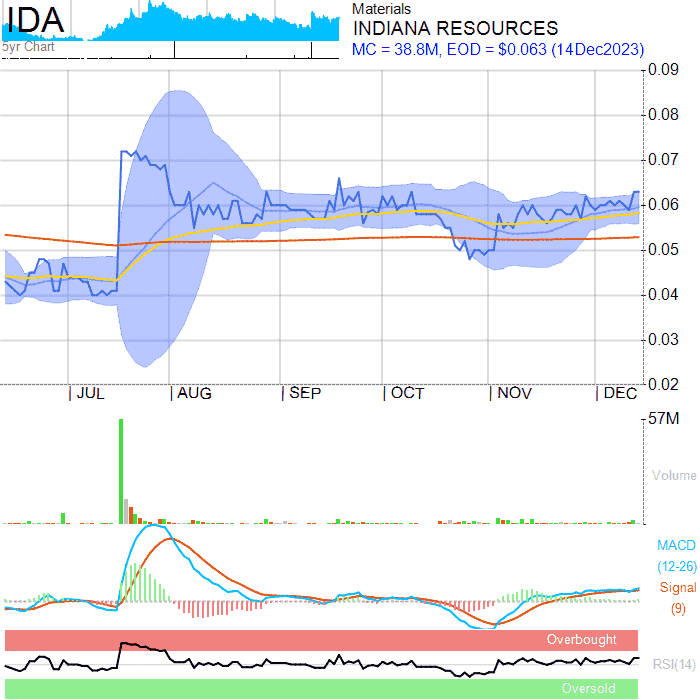 IDA
5yr Chart
Materials
INDIANA RESOURCES
MC = 38.8M, EOD = $0.063 (14Dec2023)
0.09
0.08
0.07
0.06
0.05
0.04
0.03
0.02
JUL AUG SEP OCT NOV DEC
57M
Volume
MACD
(12-26)
Signal
(9)
Overbought
RSI(14)
Oversold